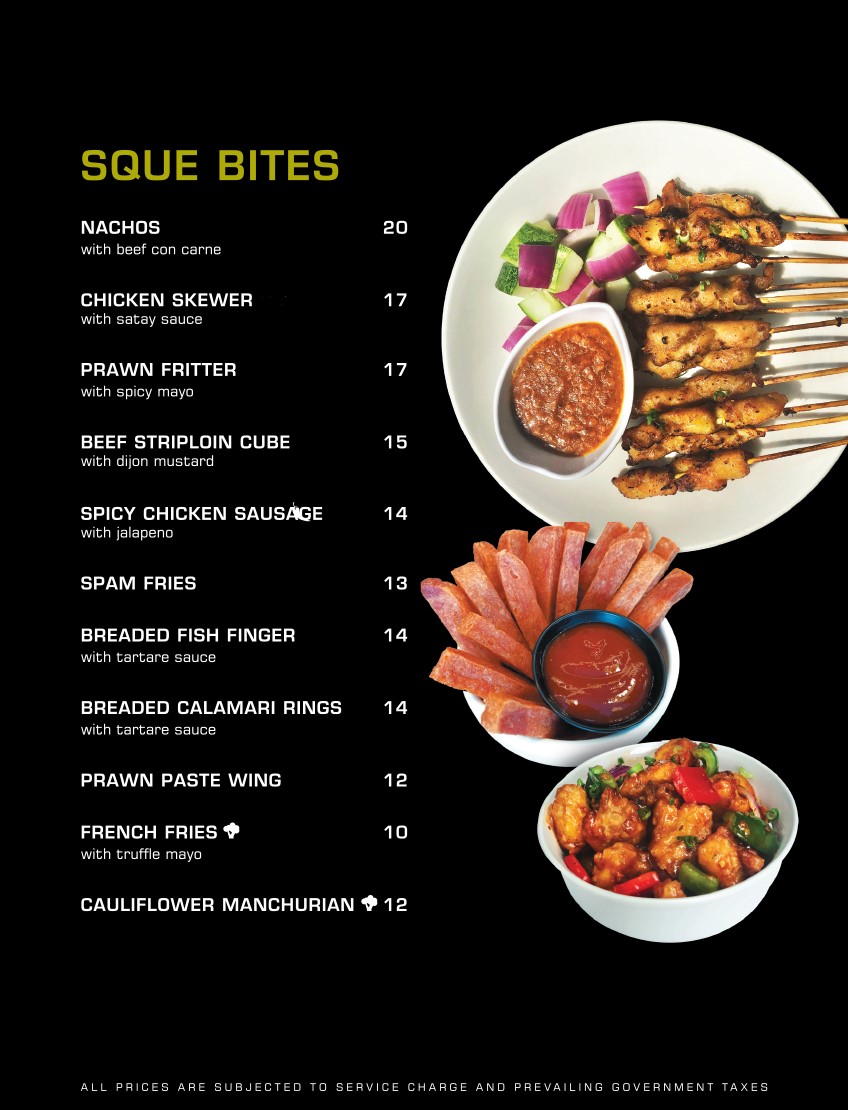 SQUE BITES
NACHOS 20
with beef con carne
CHICKEN SKEWER 17
with satay sauce
PRAWN FRITTER 17
with spicy mayo
BEEF STRIPLOIN CUBE 15
with dijon mustard
SPICY CHICKEN SAUSAGE 14
with jalapeno
SPAM FRIES 13
BREADED FISH FINGER 14
with tartare sauce
BREADED CALAMARI RINGS 14
with tartare sauce
PRAWN PASTE WING 12
FRENCH FRIES 10
with truffle mayo
CAULIFLOWER MANCHURIAN 12
ALL PRICES ARE SUBJECTED TO SERVICE CHARGE AND PREVAILING GOVERNMENT TAXES